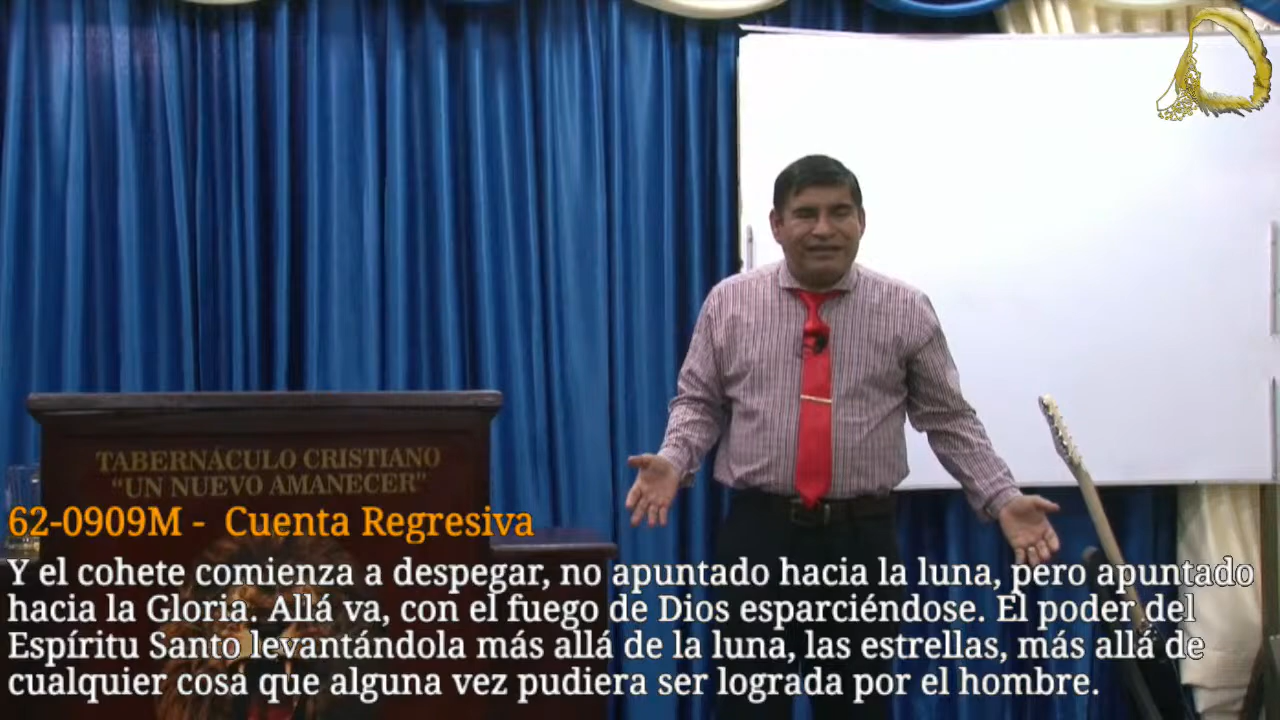 TABERNÁCULO CRISTIANO
"UN NUEVO AMANECER"
62-0909M - Cuenta Regresiva
Y el cohete comienza a despegar, no apuntado hacia la luna, pero apuntado
hacia la Gloria. Allá va, con el fuego de Dios esparciéndose. El poder del
Espíritu Santo levantándola más allá de la luna, las estrellas, más allá de
cualquier cosa que alguna vez pudiera ser lograda por el hombre.